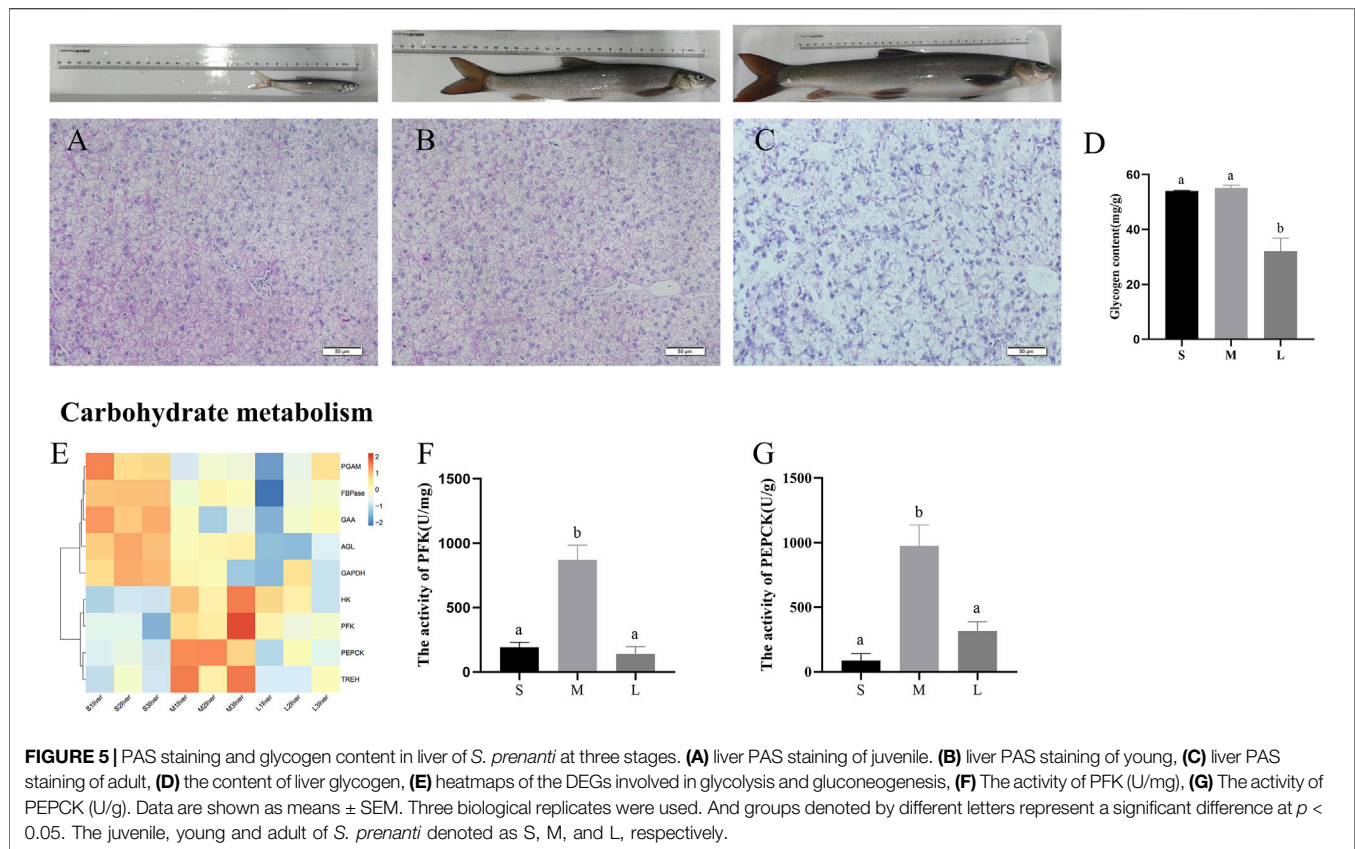 A
B
C
D
50 µm
50 µm
50 µm
Glycogen content(mg/g)
60
40
20
0
a
a
b
S
M
L
Carbohydrate metabolism
E
2
1
0
−1
−2
PGAM
FBPase
GAA
AGL
GAPDH
HK
PFK
PEPCK
TREH
S1liver
S2liver
S3liver
M1liver
M2liver
M3liver
L1liver
L2liver
L3liver
F
The activity of PFK(U/mg)
1500
1000
500
0
a
b
a
S
M
L
G
The activity of PEPCK(U/g)
1500
1000
500
0
a
b
a
S
M
L
FIGURE 5 | PAS staining and glycogen content in liver of S. prenanti at three stages. (A) liver PAS staining of juvenile. (B) liver PAS staining of young, (C) liver PAS
staining of adult, (D) the content of liver glycogen, (E) heatmaps of the DEGs involved in glycolysis and gluconeogenesis, (F) The activity of PFK (U/mg), (G) The activity of
PEPCK (U/g). Data are shown as means ± SEM. Three biological replicates were used. And groups denoted by different letters represent a significant difference at p <
0.05. The juvenile, young and adult of S. prenanti denoted as S, M, and L, respectively.